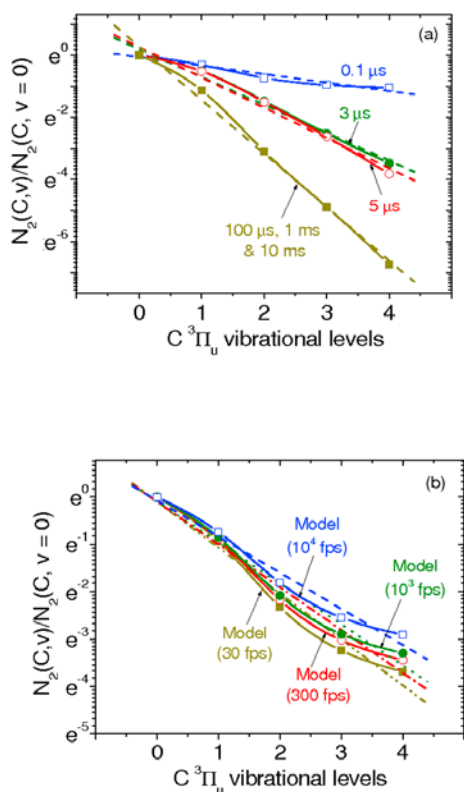 (a)
N₂(C,v)/N₂(C, v = 0)
e⁰
e⁻²
e⁻⁴
e⁻⁶
0.1 µs
3 µs
5 µs
100 µs, 1 ms
& 10 ms
0 1 2 3 4
C ³Πᵤ vibrational levels
(b)
N₂(C,v)/N₂(C, v = 0)
e⁰
e⁻¹
e⁻²
e⁻³
e⁻⁴
e⁻⁵
Model
(10⁴ fps)
Model
(10³ fps)
Model
(30 fps)
Model
(300 fps)
0 1 2 3 4
C ³Πᵤ vibrational levels